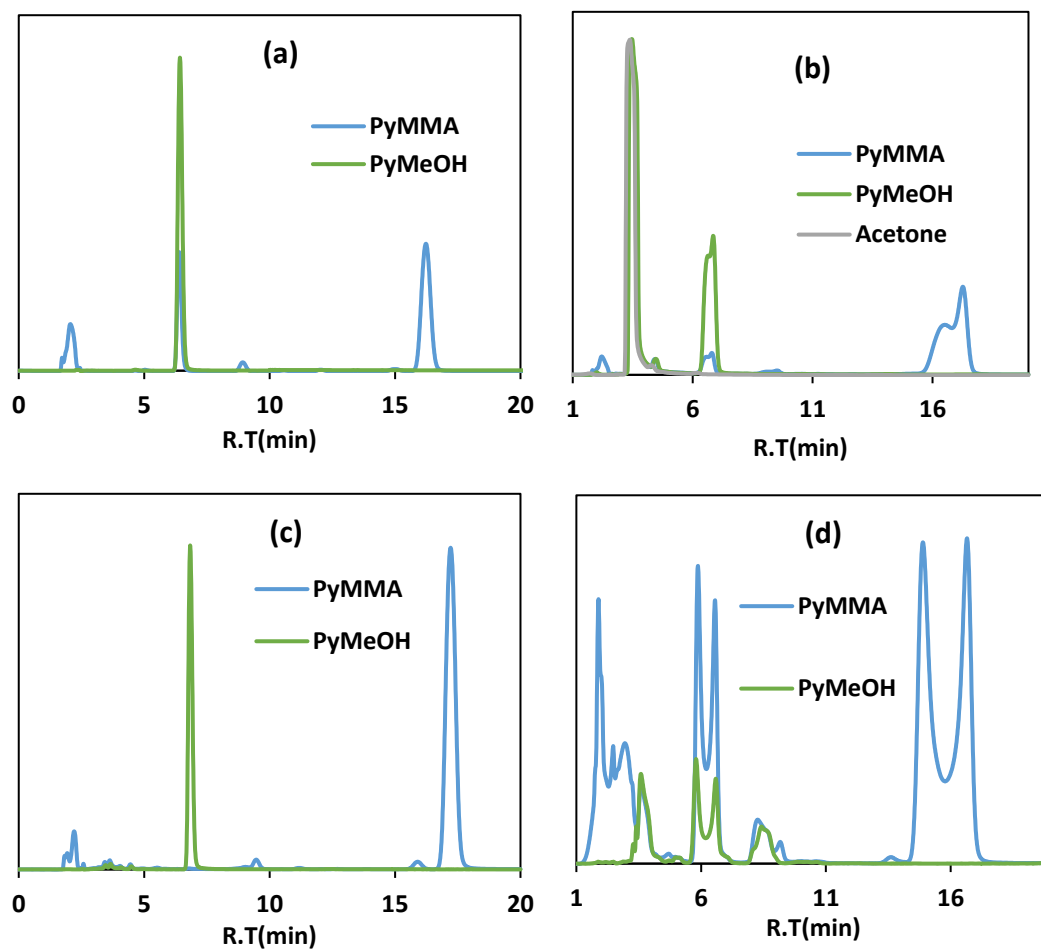 (a)
PyMMA
PyMeOH
0 5 10 15 20
R.T(min)
(b)
PyMMA
PyMeOH
Acetone
1 6 11 16
R.T(min)
(c)
PyMMA
PyMeOH
0 5 10 15 20
R.T(min)
(d)
PyMMA
PyMeOH
1 6 11 16
R.T(min)